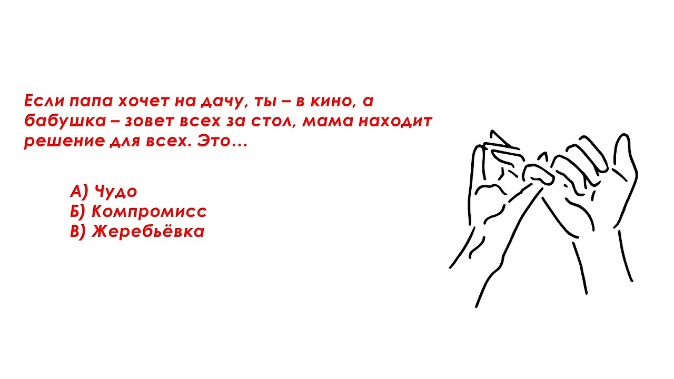 Если папа хочет на дачу, ты – в кино, а
бабушка – зовет всех за стол, мама находит
решение для всех. Это…
А) Чудо
Б) Компромисс
В) Жеребьёвка